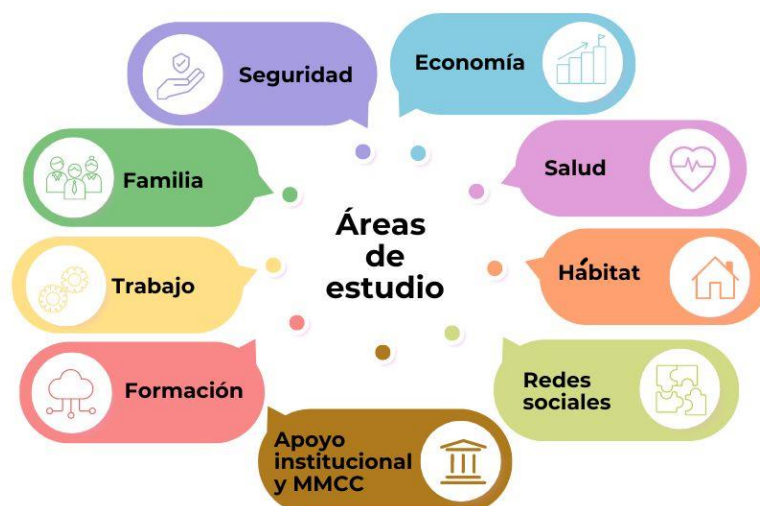 Seguridad
Economía
Familia
Salud
Áreas
de
estudio
Trabajo
Hábitat
Formación
Redes
sociales
Apoyo
institucional
y MMCC